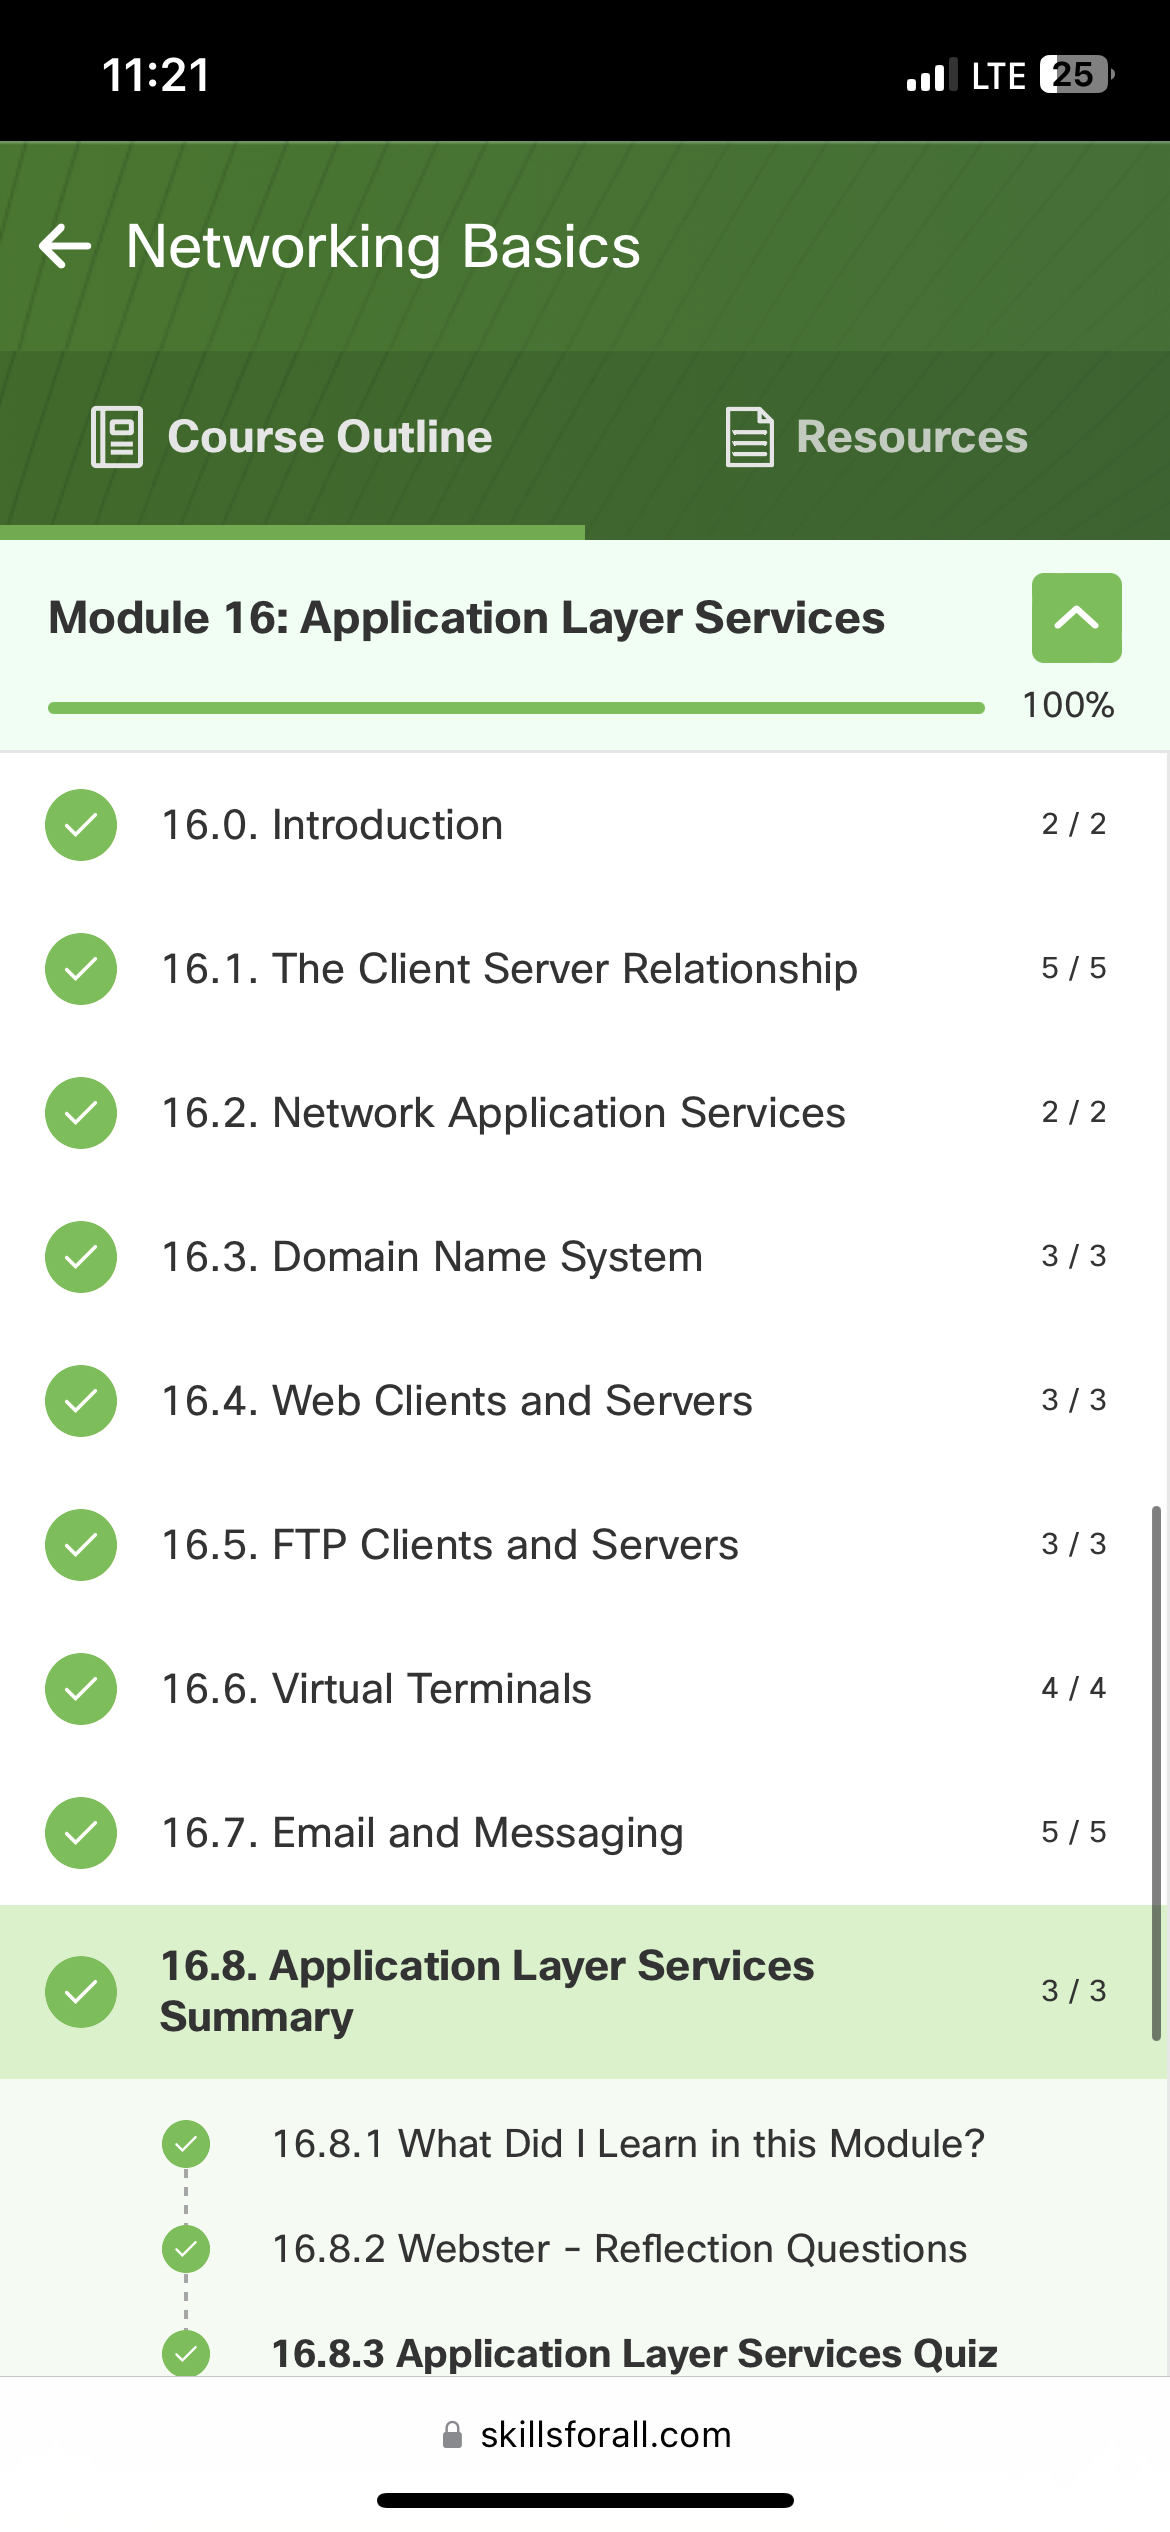 11:21
LTE
25
Networking Basics
Course Outline
Resources
Module 16: Application Layer Services
100%
16.0. Introduction
2 / 2
16.1. The Client Server Relationship
5 / 5
16.2. Network Application Services
2 / 2
16.3. Domain Name System
3 / 3
16.4. Web Clients and Servers
3 / 3
16.5. FTP Clients and Servers
3 / 3
16.6. Virtual Terminals
4 / 4
16.7. Email and Messaging
5 / 5
16.8. Application Layer Services
Summary
3 / 3
16.8.1 What Did I Learn in this Module?
16.8.2 Webster - Reflection Questions
16.8.3 Application Layer Services Quiz
skillsforall.com